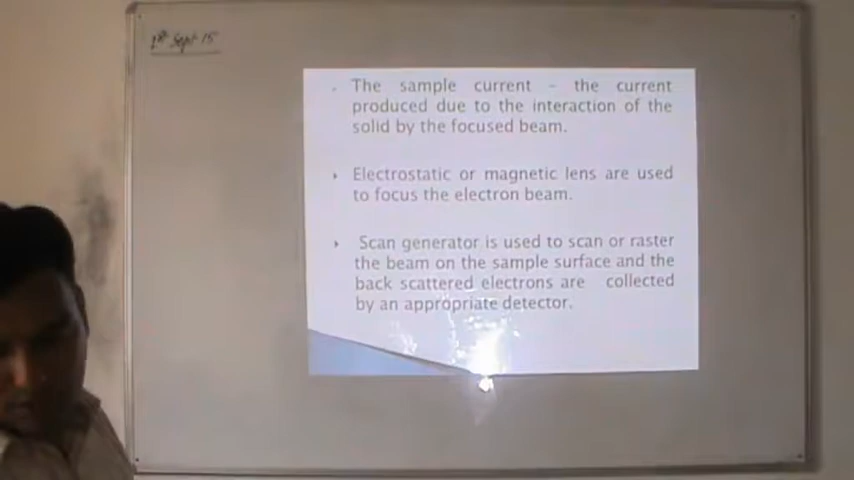 1st Sept 15
The sample current – the current
produced due to the interaction of the
solid by the focused beam.
Electrostatic or magnetic lens are used
to focus the electron beam.
Scan generator is used to scan or raster
the beam on the sample surface and the
back scattered electrons are collected
by an appropriate detector.